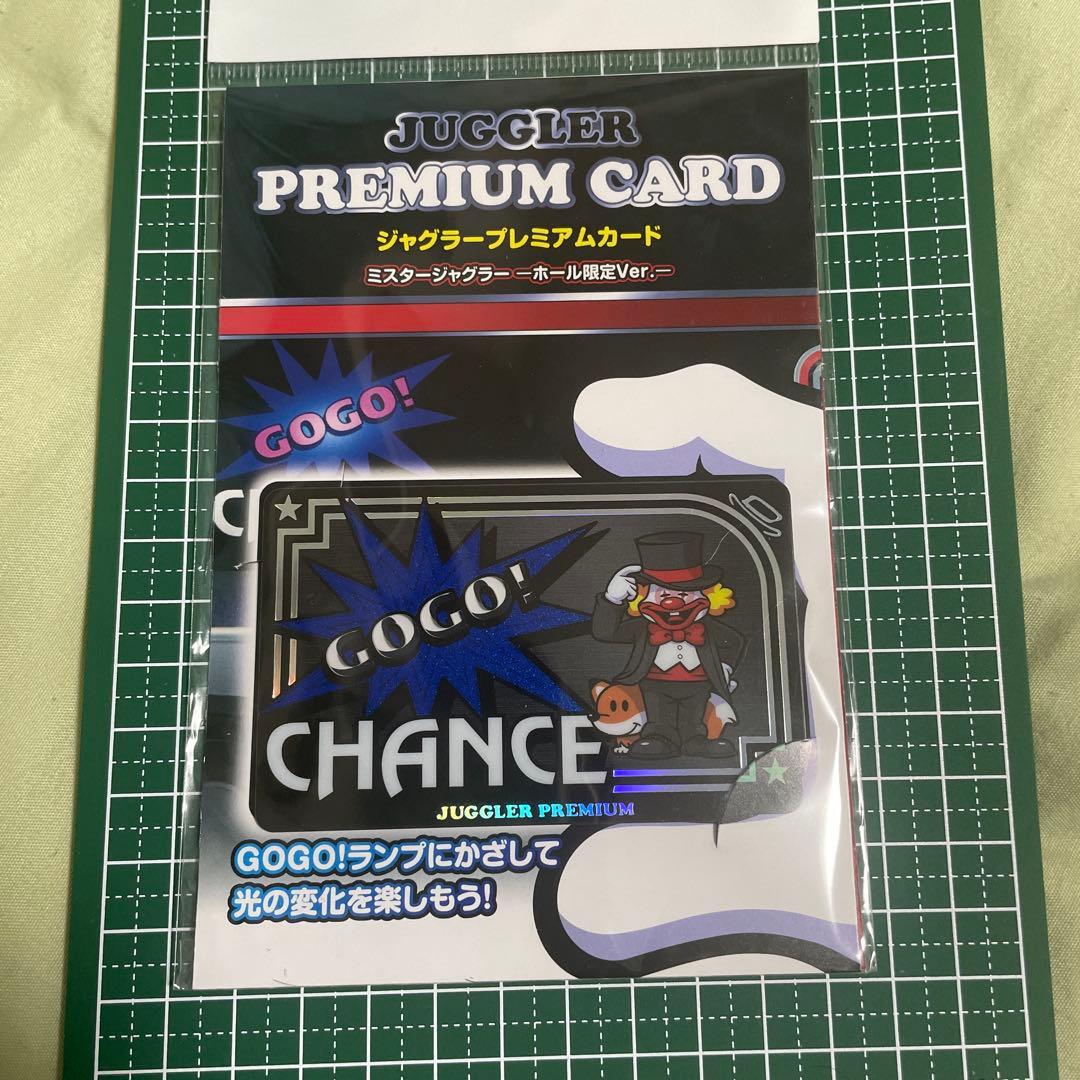 JUGGLER
PREMIUM CARD
ジャグラープレミアムカード
ミスタージャグラー ーホール限定Ver.ー
GOGO!
C
GOGO!
CHANCE
JUGGLER PREMIUM
GOGO!ランプにかざして
光の変化を楽しもう!